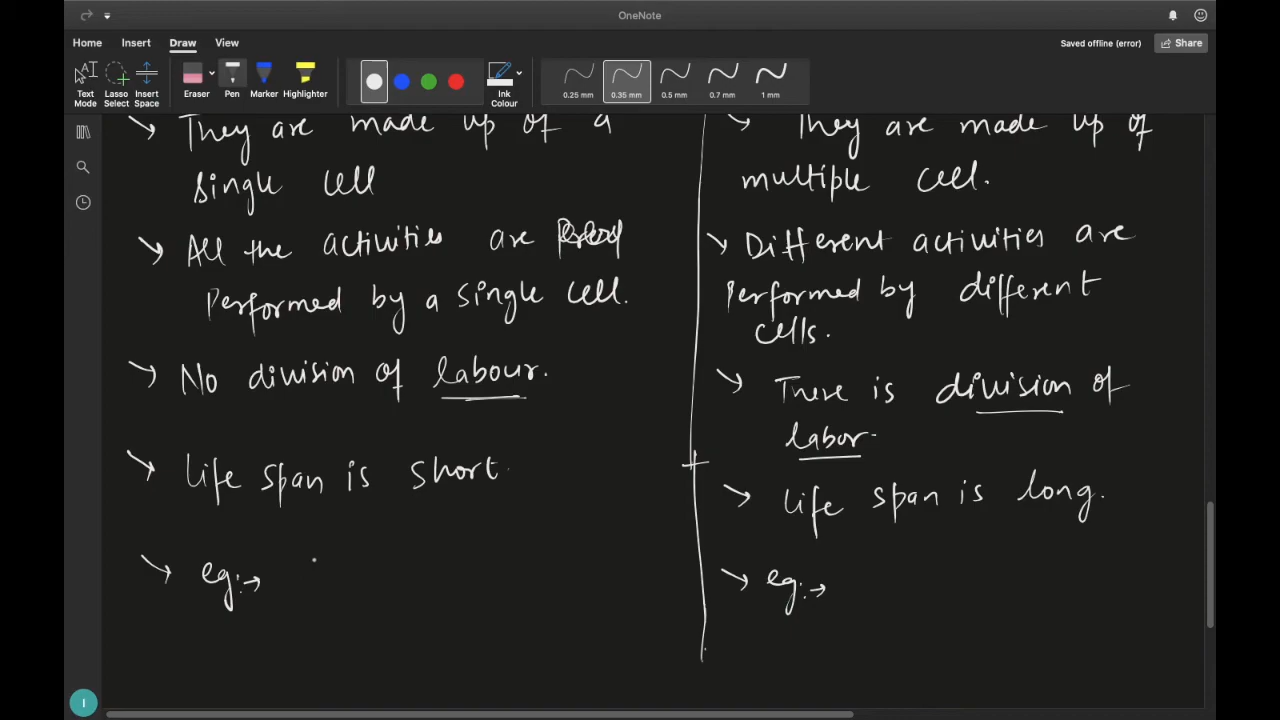 OneNote
Home Insert Draw View
Saved offline (error) Share
Text Mode
Lasso Select
Insert Space
Eraser
Pen
Marker
Highlighter
Ink Colour
0.25 mm
0.35 mm
0.5 mm
0.7 mm
1 mm
→ They are made up of a
single cell
→ All the activities are
performed by a single cell.
→ No division of labour.
→ Life span is short.
→ eg:→
→ They are made up of
multiple cell.
→ Different activities are
performed by different
cells.
→ There is division of
labor.
→ life span is long.
→ eg:→
I